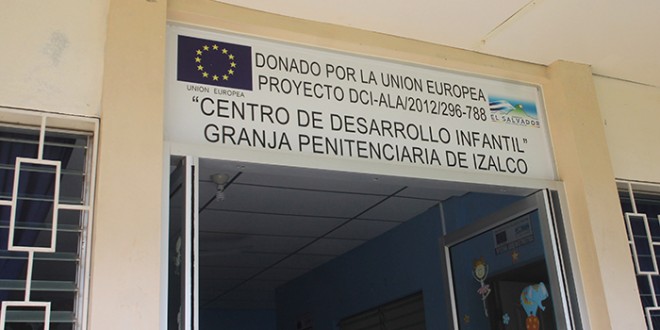 DONADO POR LA UNION EUROPEA
PROYECTO DCI-ALA/2012/296-788
UNION EUROPEA
EL SALVADOR
“CENTRO DE DESARROLLO INFANTIL”
GRANJA PENITENCIARIA DE IZALCO